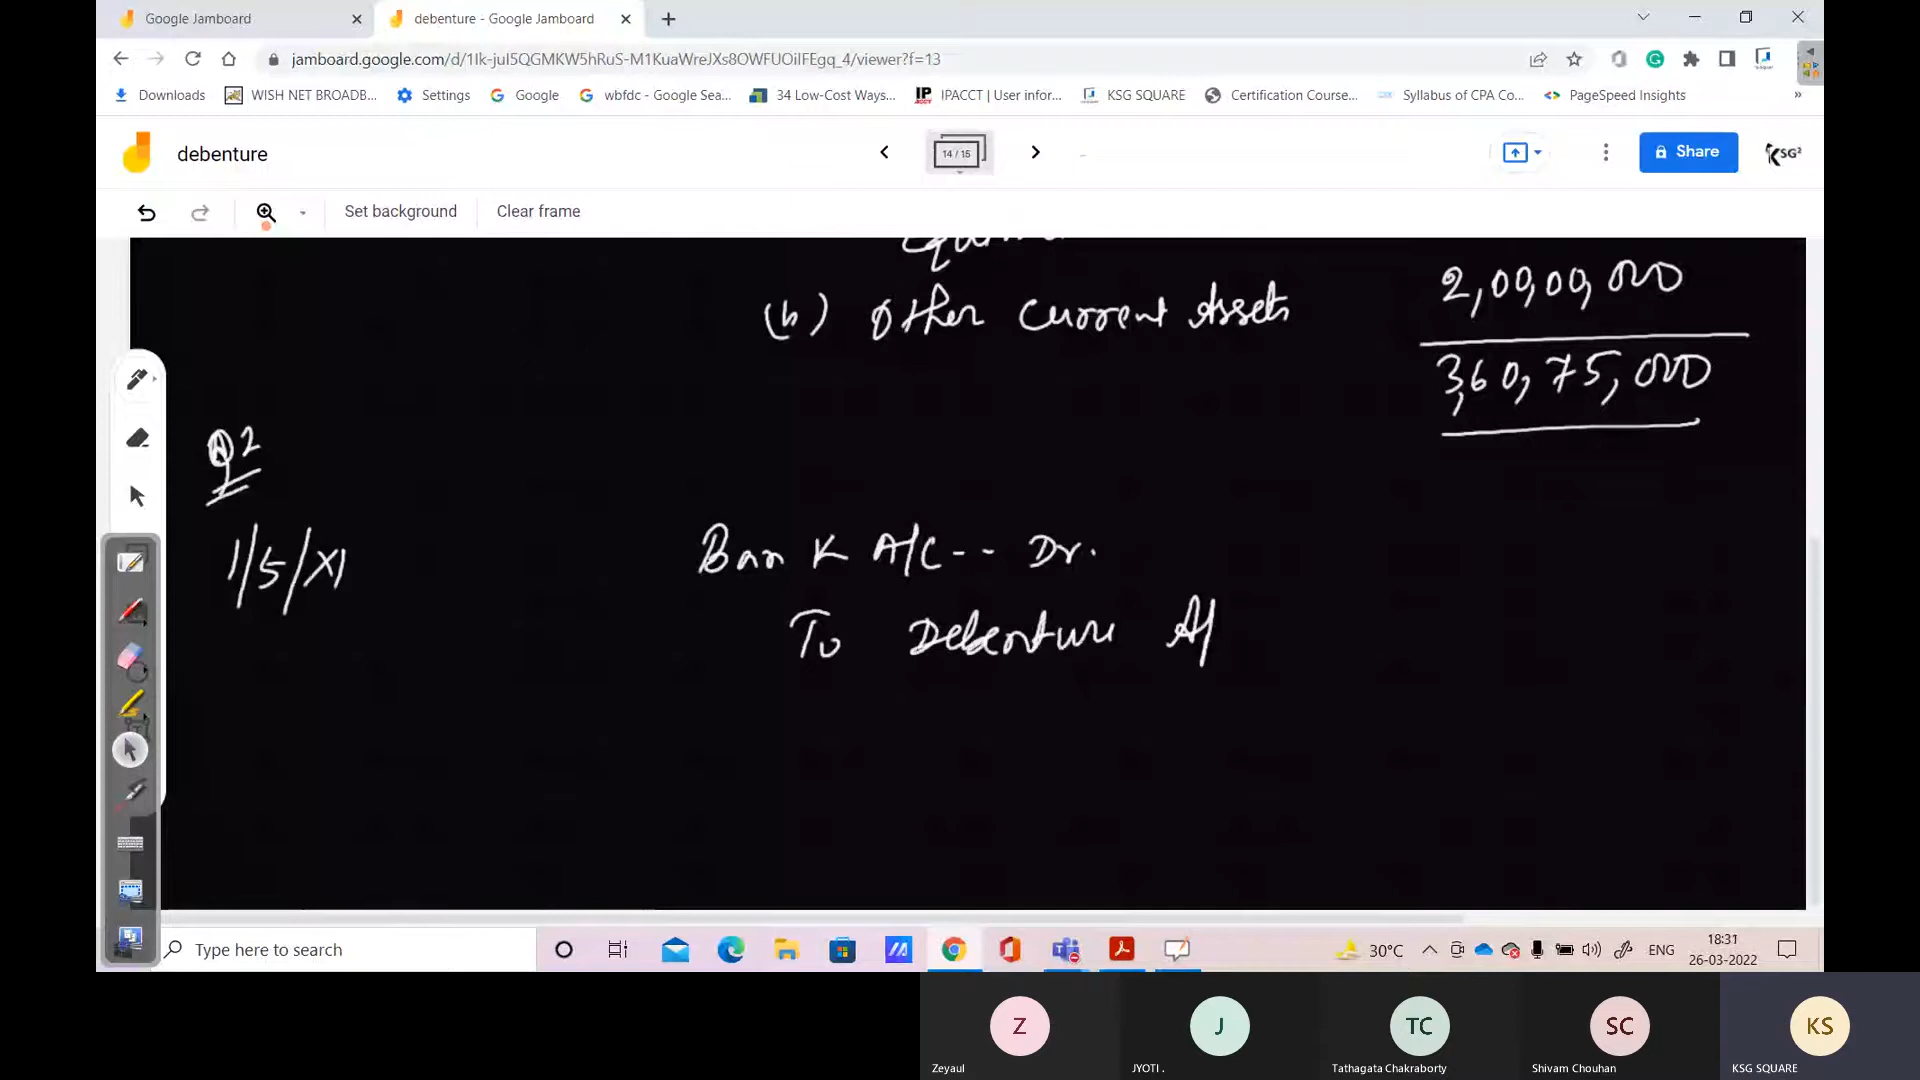 Google Jamboard
debenture - Google Jamboard
jamboard.google.com/d/1Ik-juI5QGMKW5hRuS-M1KuaWreJXs8OWFUOilFEgq_4/viewer?f=13
Downloads WISH NET BROADB... Settings Google wbfdc - Google Sea... 34 Low-Cost Ways... IPACCT | User infor... KSG SQUARE Certification Course... Syllabus of CPA Co... PageSpeed Insights »
debenture 14 / 15 Share KSG²
Set background Clear frame
2,00,00,000
(b) Other current Assets
3,60,75,000
Q2
1/5/X1 Bank A/C -- Dr.
To Debenture A/
Type here to search 30°C ENG 18:31
26-03-2022
Z J TC SC KS
Zeyaul JYOTI . Tathagata Chakraborty Shivam Chouhan KSG SQUARE